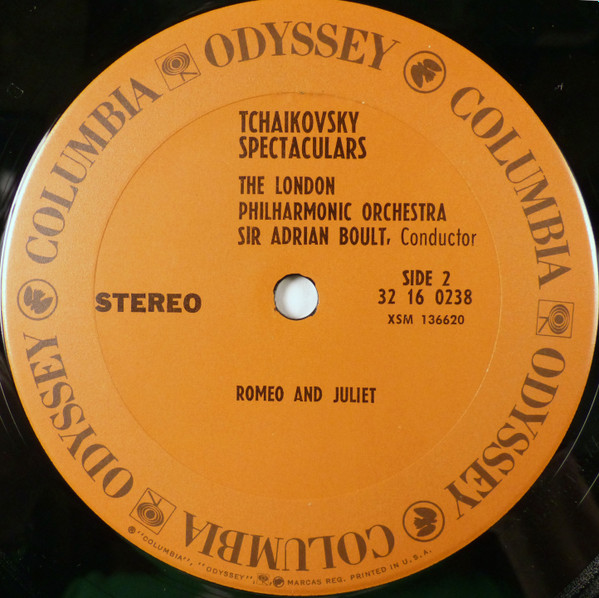 COLUMBIA ODYSSEY COLUMBIA ODYSSEY COLUMBIA ODYSSEY
TCHAIKOVSKY
SPECTACULARS
THE LONDON
PHILHARMONIC ORCHESTRA
SIR ADRIAN BOULT, Conductor
STEREO
SIDE 2
32 16 0238
XSM 136620
ROMEO AND JULIET
℗"COLUMBIA", "ODYSSEY" MARCAS REG. PRINTED IN U.S.A.